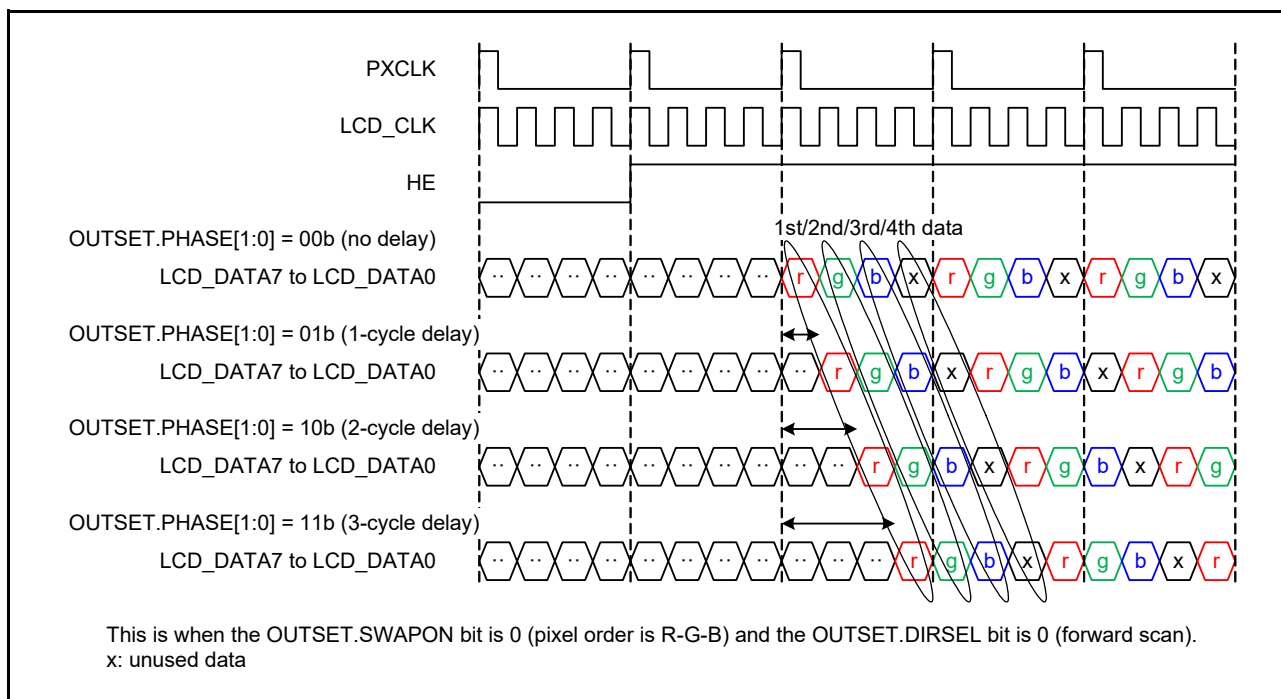 PXCLK
LCD_CLK
HE
1st/2nd/3rd/4th data
OUTSET.PHASE[1:0] = 00b (no delay)
LCD_DATA7 to LCD_DATA0 ·· ·· ·· ·· ·· ·· ·· ·· r g b x r g b x r g b x
OUTSET.PHASE[1:0] = 01b (1-cycle delay)
LCD_DATA7 to LCD_DATA0 ·· ·· ·· ·· ·· ·· ·· ·· ·· r g b x r g b x r g b
OUTSET.PHASE[1:0] = 10b (2-cycle delay)
LCD_DATA7 to LCD_DATA0 ·· ·· ·· ·· ·· ·· ·· ·· ·· ·· r g b x r g b x r g
OUTSET.PHASE[1:0] = 11b (3-cycle delay)
LCD_DATA7 to LCD_DATA0 ·· ·· ·· ·· ·· ·· ·· ·· ·· ·· ·· r g b x r g b x r
This is when the OUTSET.SWAPON bit is 0 (pixel order is R-G-B) and the OUTSET.DIRSEL bit is 0 (forward scan).
x: unused data